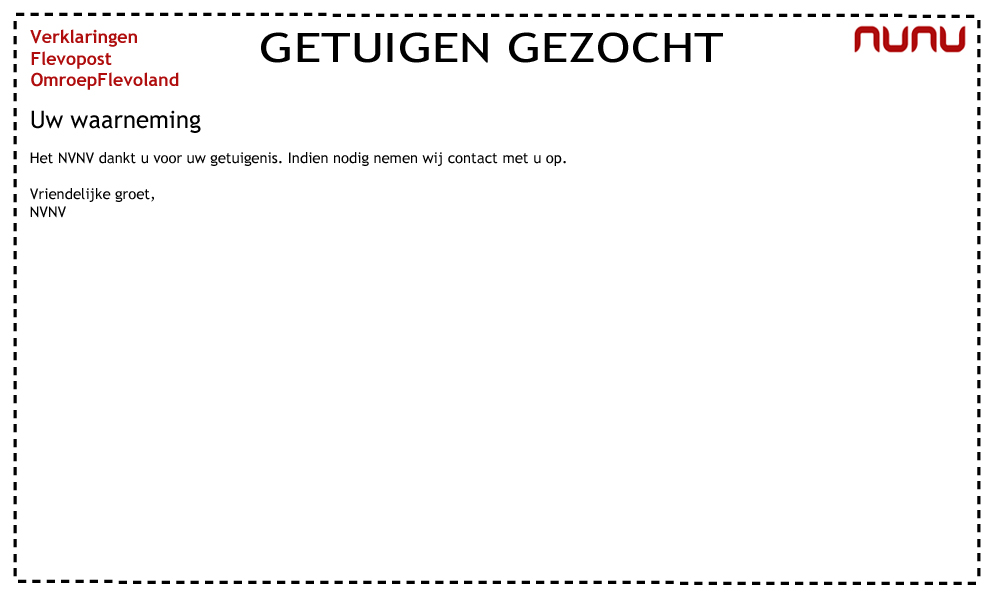 Verklaringen
Flevopost
OmroepFlevoland
GETUIGEN GEZOCHT
nunu
Uw waarneming
Het NVNV dankt u voor uw getuigenis. Indien nodig nemen wij contact met u op.
Vriendelijke groet,
NVNV